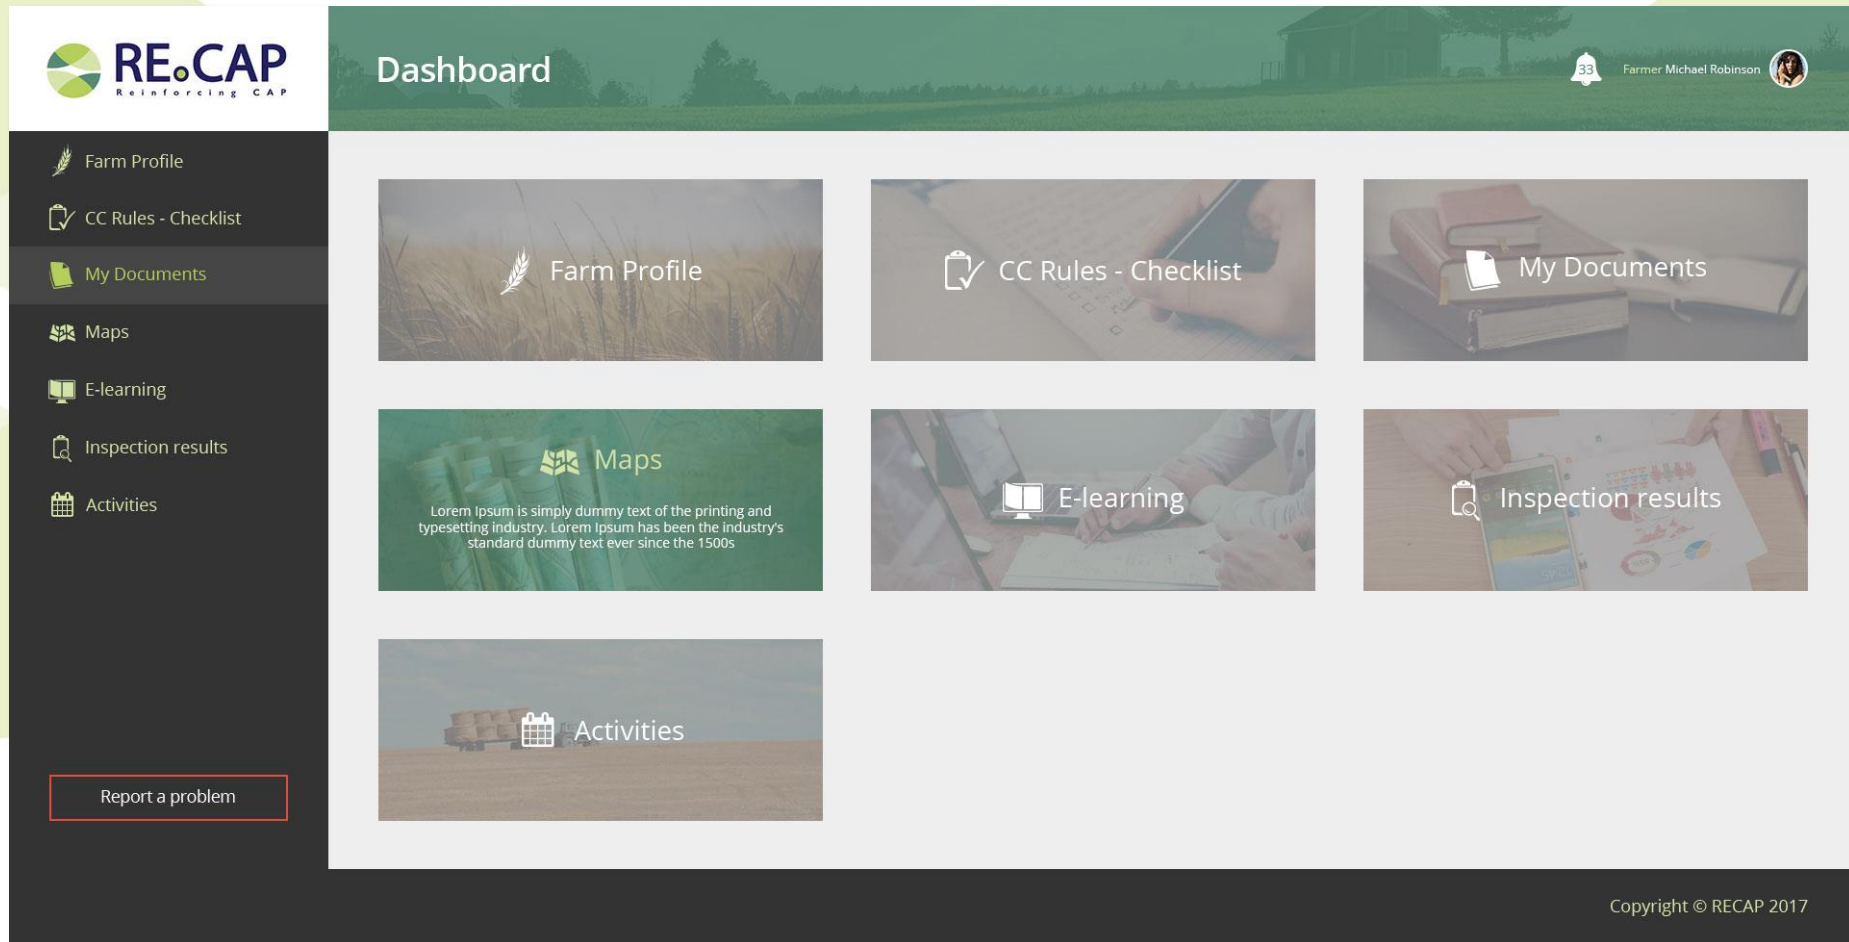 RE.CAP
Reinforcing CAP
Dashboard
33
Farmer Michael Robinson
Farm Profile
CC Rules - Checklist
My Documents
Maps
E-learning
Inspection results
Activities
Report a problem
Farm Profile
CC Rules - Checklist
My Documents
Maps
Lorem Ipsum is simply dummy text of the printing and
typesetting industry. Lorem Ipsum has been the industry's
standard dummy text ever since the 1500s
E-learning
Inspection results
Activities
Copyright © RECAP 2017